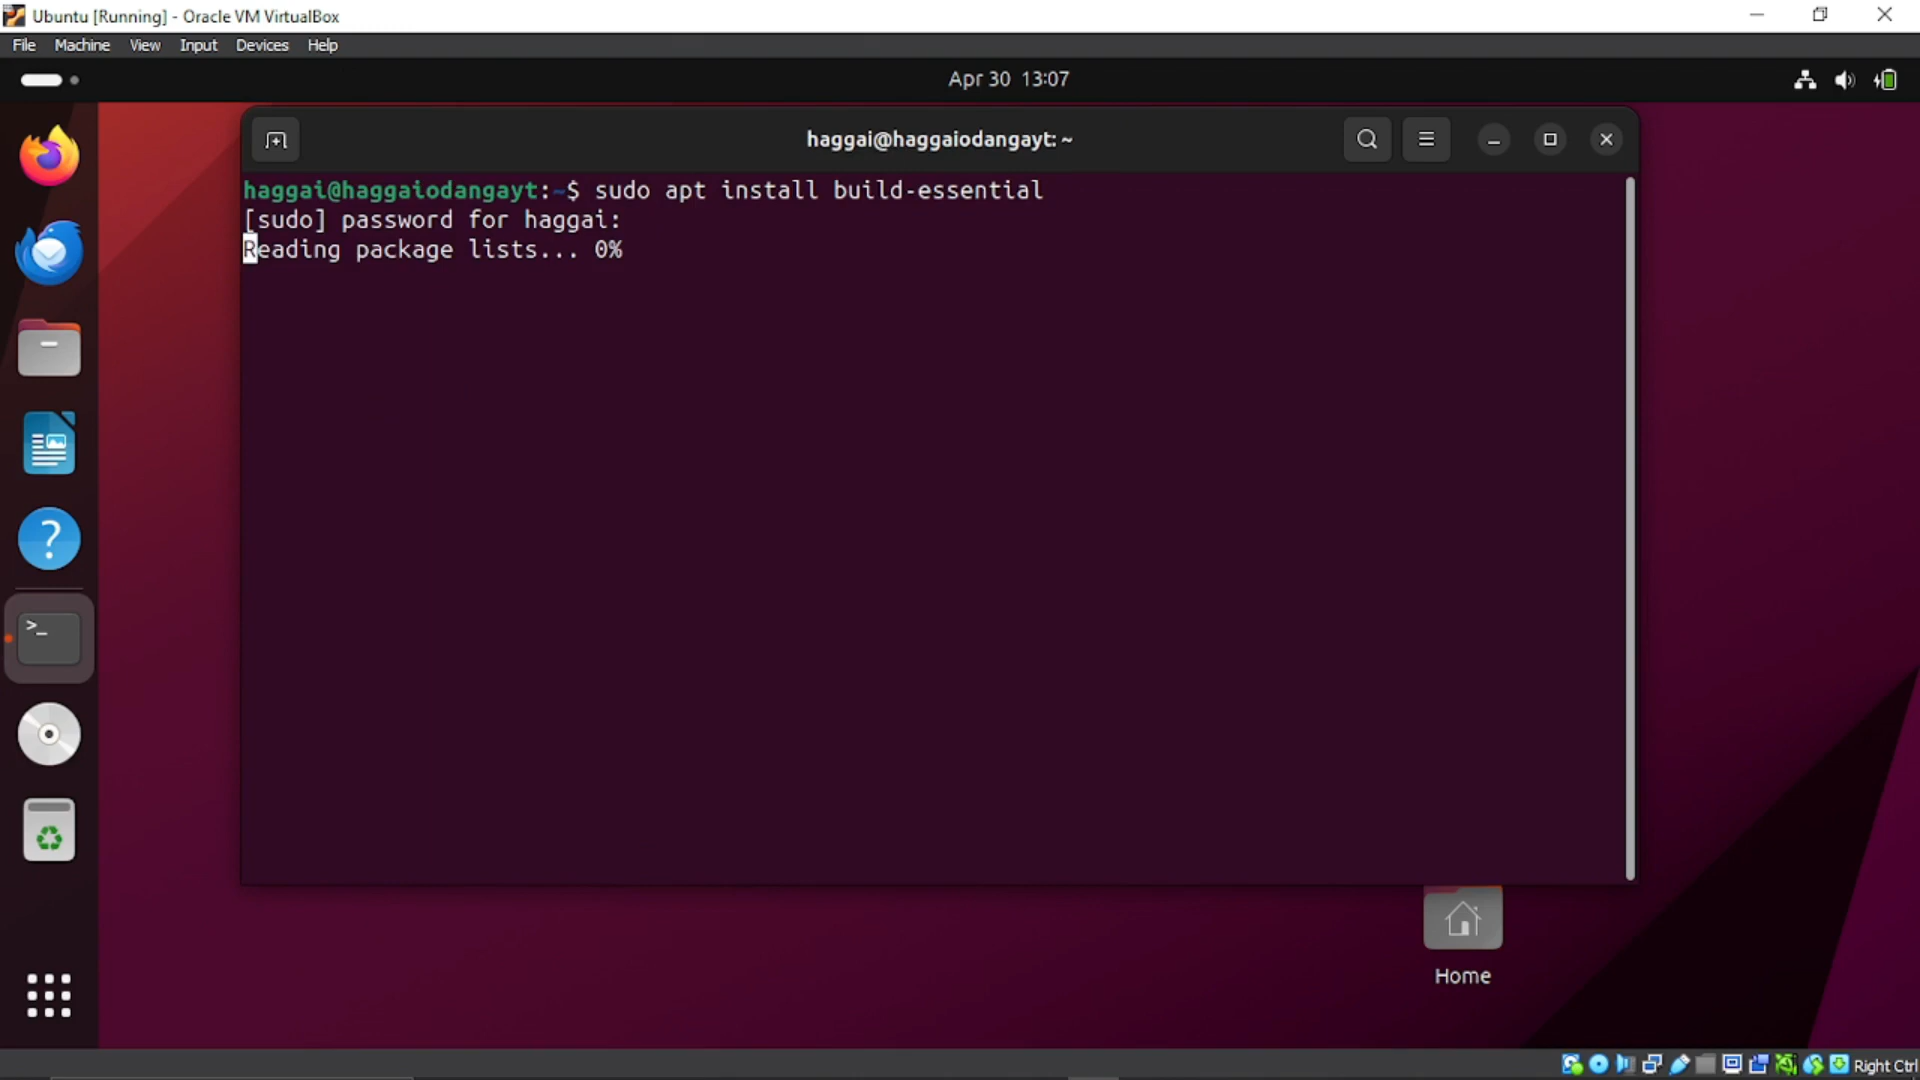 Ubuntu [Running] - Oracle VM VirtualBox
File Machine View Input Devices Help
Apr 30 13:07
haggai@haggaiodangayt: ~
haggai@haggaiodangayt:~$ sudo apt install build-essential
[sudo] password for haggai:
Reading package lists... 0%
Home
Right Ctrl